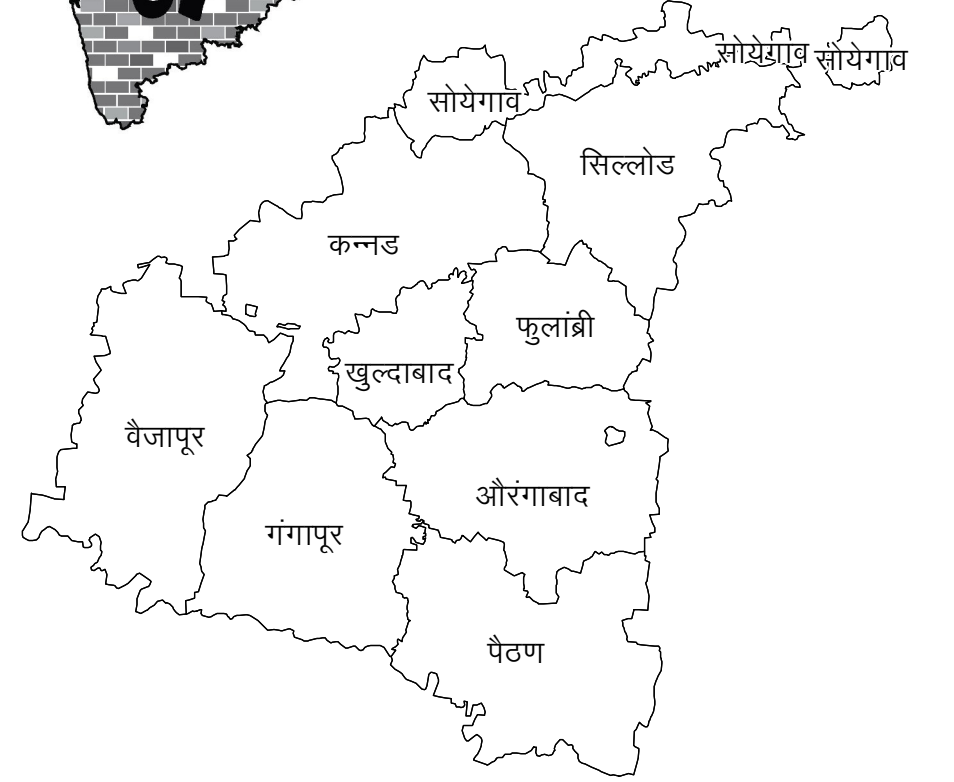 सोयेगाव
सोयेगाव
सोयेगाव
सिल्लोड
कन्नड
फुलांब्री
खुल्दाबाद
वैजापूर
औरंगाबाद
गंगापूर
पैठण